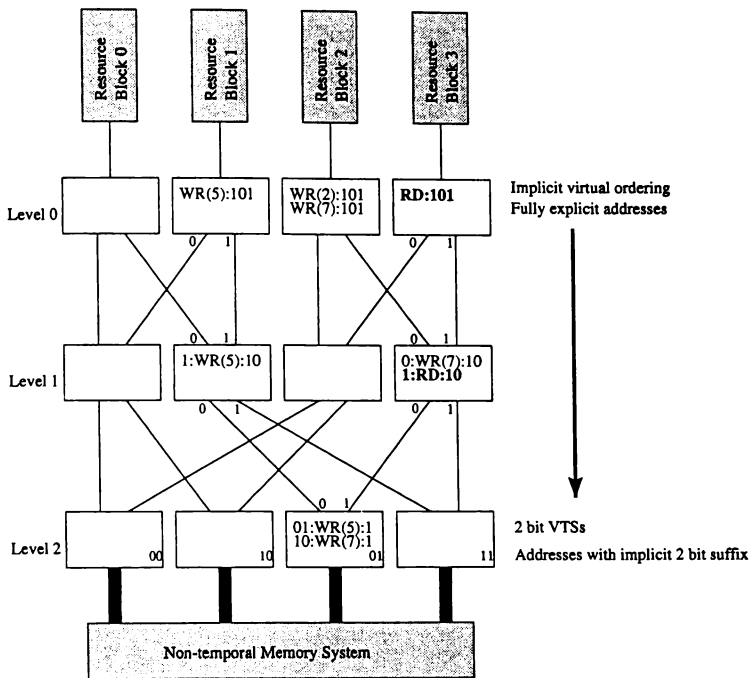 Resource
Block 0
Resource
Block 1
Resource
Block 2
Resource
Block 3
Level 0
WR(5):101
WR(2):101
WR(7):101
RD:101
Implicit virtual ordering
Fully explicit addresses
0 1
0 1
0 1
0 1
Level 1
1:WR(5):10
0:WR(7):10
1:RD:10
0 1
0 1
0 1
Level 2
00
10
01:WR(5):1
10:WR(7):1
01
11
2 bit VTSs
Addresses with implicit 2 bit suffix
Non-temporal Memory System